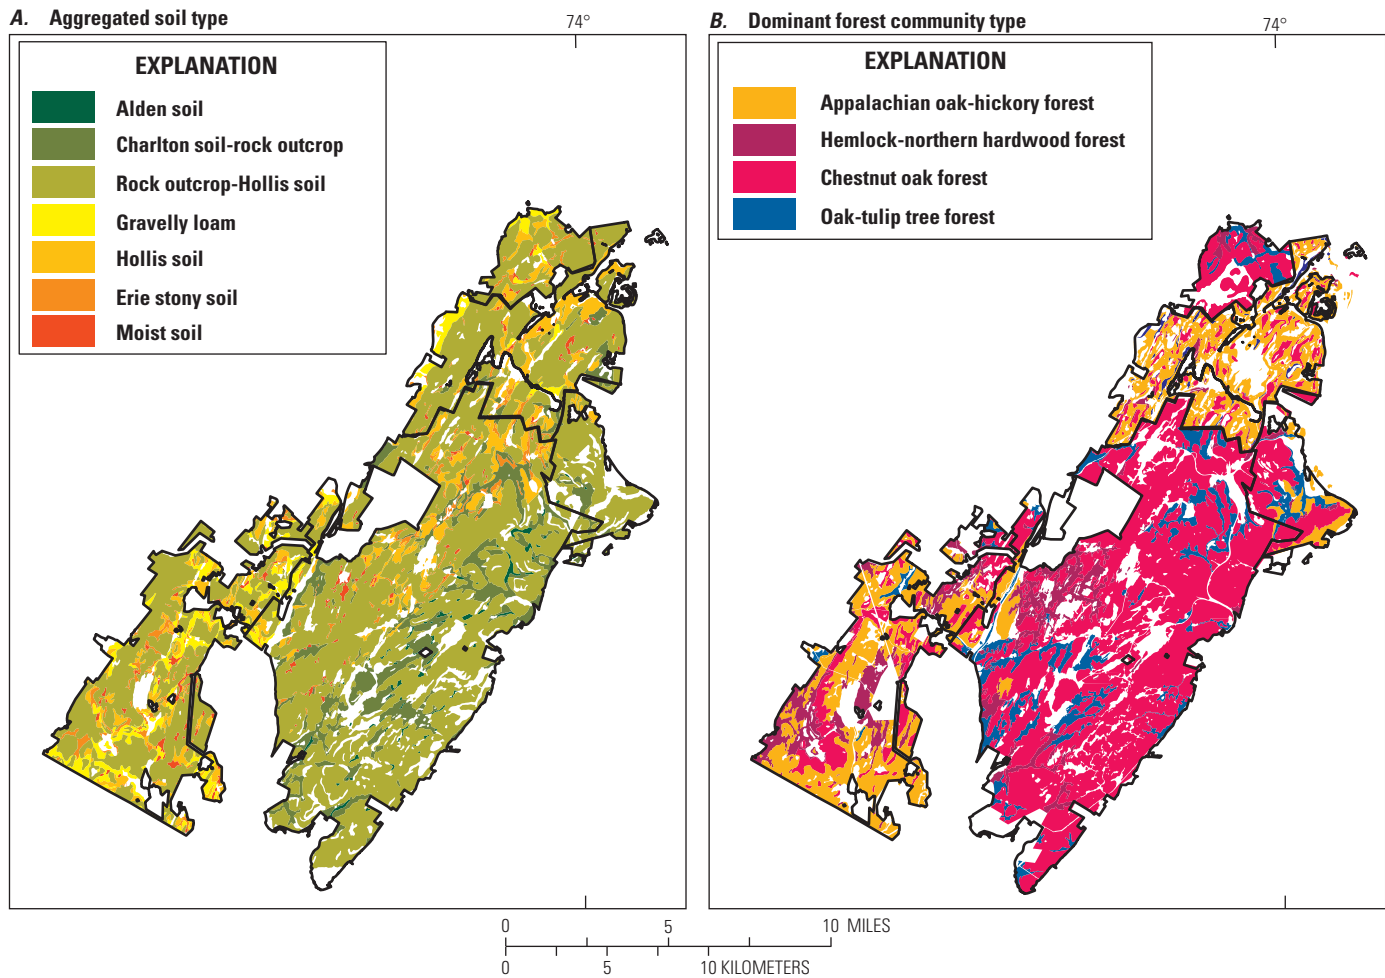 A. Aggregated soil type
74°
EXPLANATION
Alden soil
Charlton soil-rock outcrop
Rock outcrop-Hollis soil
Gravelly loam
Hollis soil
Erie stony soil
Moist soil
B. Dominant forest community type
74°
EXPLANATION
Appalachian oak-hickory forest
Hemlock-northern hardwood forest
Chestnut oak forest
Oak-tulip tree forest
0 5 10 MILES
0 5 10 KILOMETERS